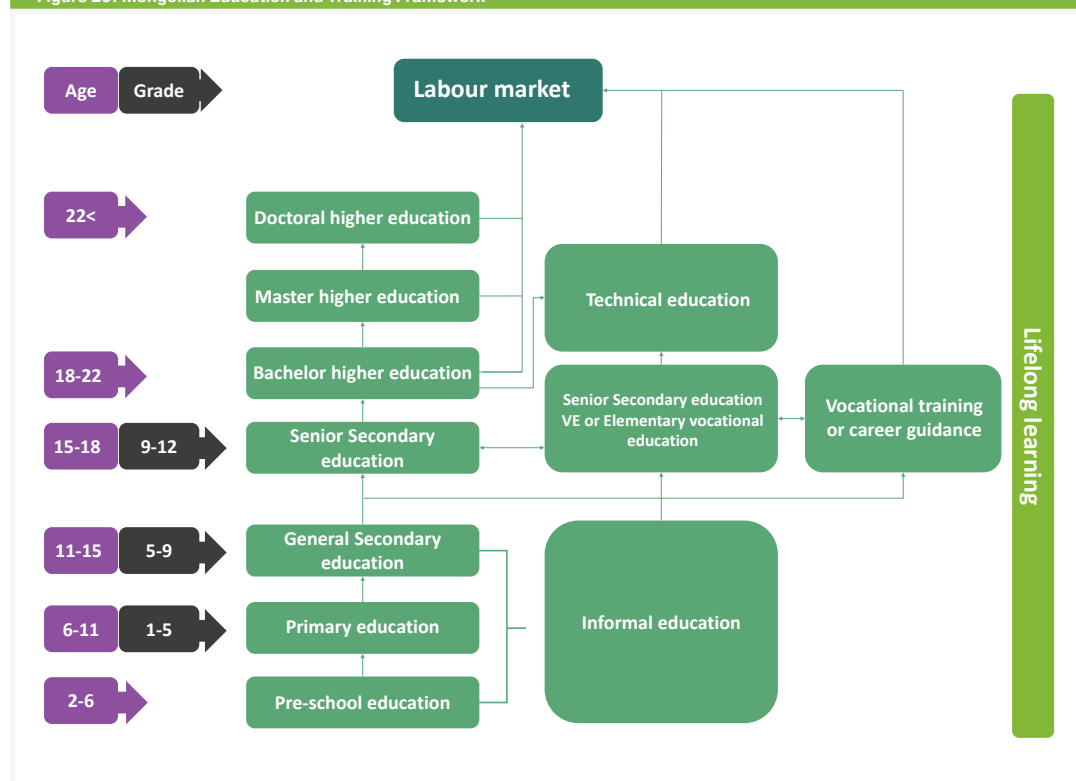 Age
Grade
Labour market
22<
Doctoral higher education
Master higher education
Technical education
18-22
Bachelor higher education
Senior Secondary education
VE or Elementary vocational
education
Vocational training
or career guidance
15-18
9-12
Senior Secondary
education
Lifelong learning
11-15
5-9
General Secondary
education
6-11
1-5
Primary education
Informal education
2-6
Pre-school education